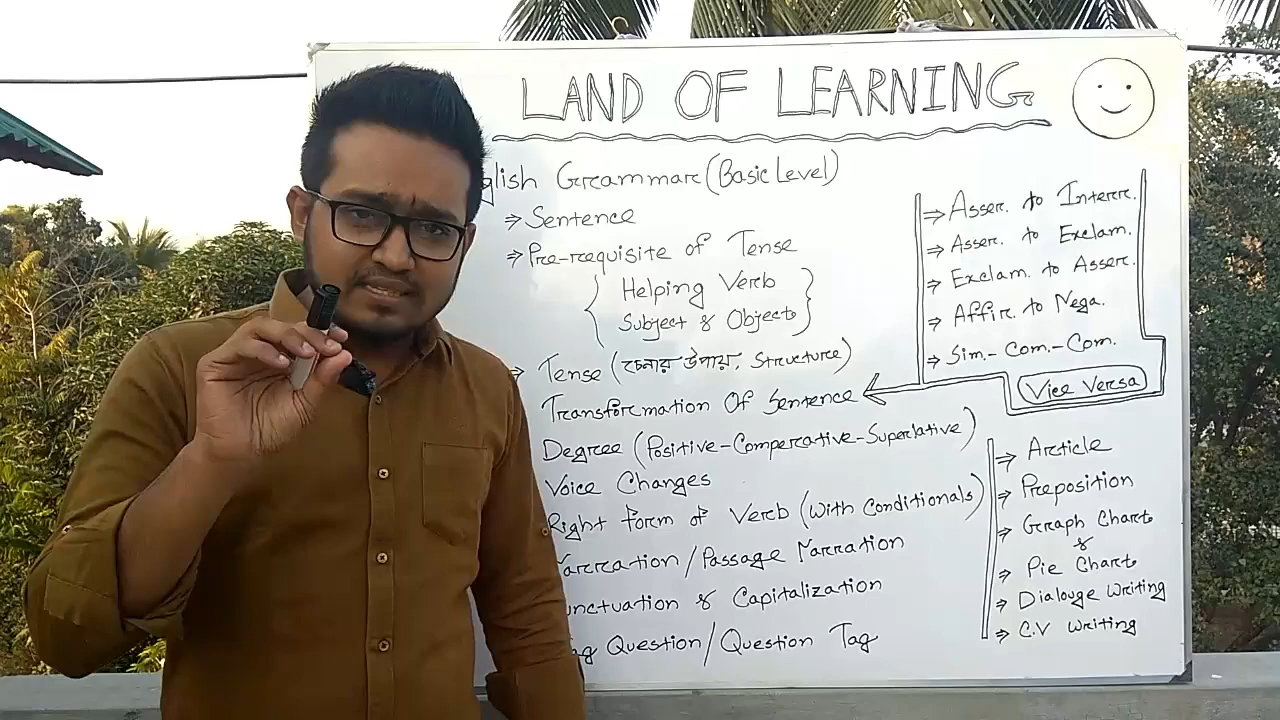 LAND OF LEARNING
glish Grammar (Basic Level)
⇒ Sentence
⇒ Pre-requisite of Tense
{ Helping Verb
Subject & Objects }
⇒ Tense (রচনার উপায়, Structure)
Transformation Of Sentence
Degree (Positive-Comperative-Superlative)
Voice Changes
Right form of Verb (With Conditionals)
Narration/Passage Narration
unctuation & Capitalization
ag Question/Question Tag
⇒ Asser. to Interr.
⇒ Asser. to Exclam.
⇒ Exclam. to Asser.
⇒ Affir. to Nega.
⇒ Sim.-Com.-Com.
Vice Versa
⇒ Article
⇒ Preposition
⇒ Graph Chart
&
⇒ Pie Chart
⇒ Dialouge Writing
⇒ C.V Writing